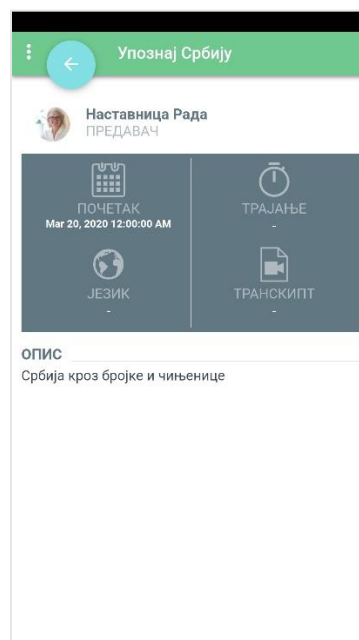 Упознај Србију
Наставница Рада
ПРЕДАВАЧ
ПОЧЕТАК
Mar 20, 2020 12:00:00 AM
ТРАЈАЊЕ
-
ЈЕЗИК
-
ТРАНСКИПТ
-
ОПИС
Србија кроз бројке и чињенице